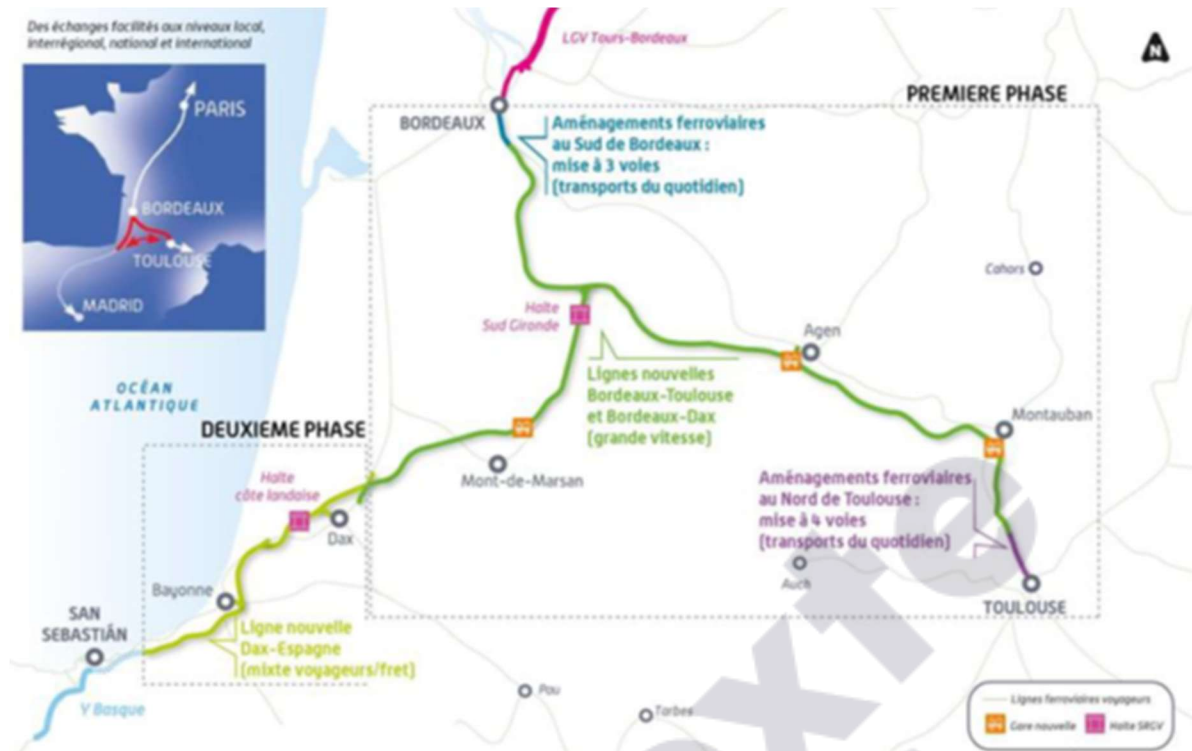 Des échanges facilités aux niveaux local,
interrégional, national et international
LGV Tours-Bordeaux
N
PARIS
BORDEAUX
TOULOUSE
MADRID
PREMIERE PHASE
BORDEAUX
Aménagements ferroviaires
au Sud de Bordeaux :
mise à 3 voies
(transports du quotidien)
Cahors
Halte
Sud Gironde
Agen
Lignes nouvelles
Bordeaux-Toulouse
et Bordeaux-Dax
(grande vitesse)
OCÉAN
ATLANTIQUE
DEUXIEME PHASE
Montauban
Mont-de-Marsan
Halte
côte landaise
Aménagements ferroviaires
au Nord de Toulouse :
mise à 4 voies
(transports du quotidien)
Dax
Auch
Bayonne
TOULOUSE
SAN
SEBASTIÁN
Ligne nouvelle
Dax-Espagne
(mixte voyageurs/fret)
Y Basque
Pau
Tarbes
Lignes ferroviaires voyageurs
Gare nouvelle
Halte SRGV